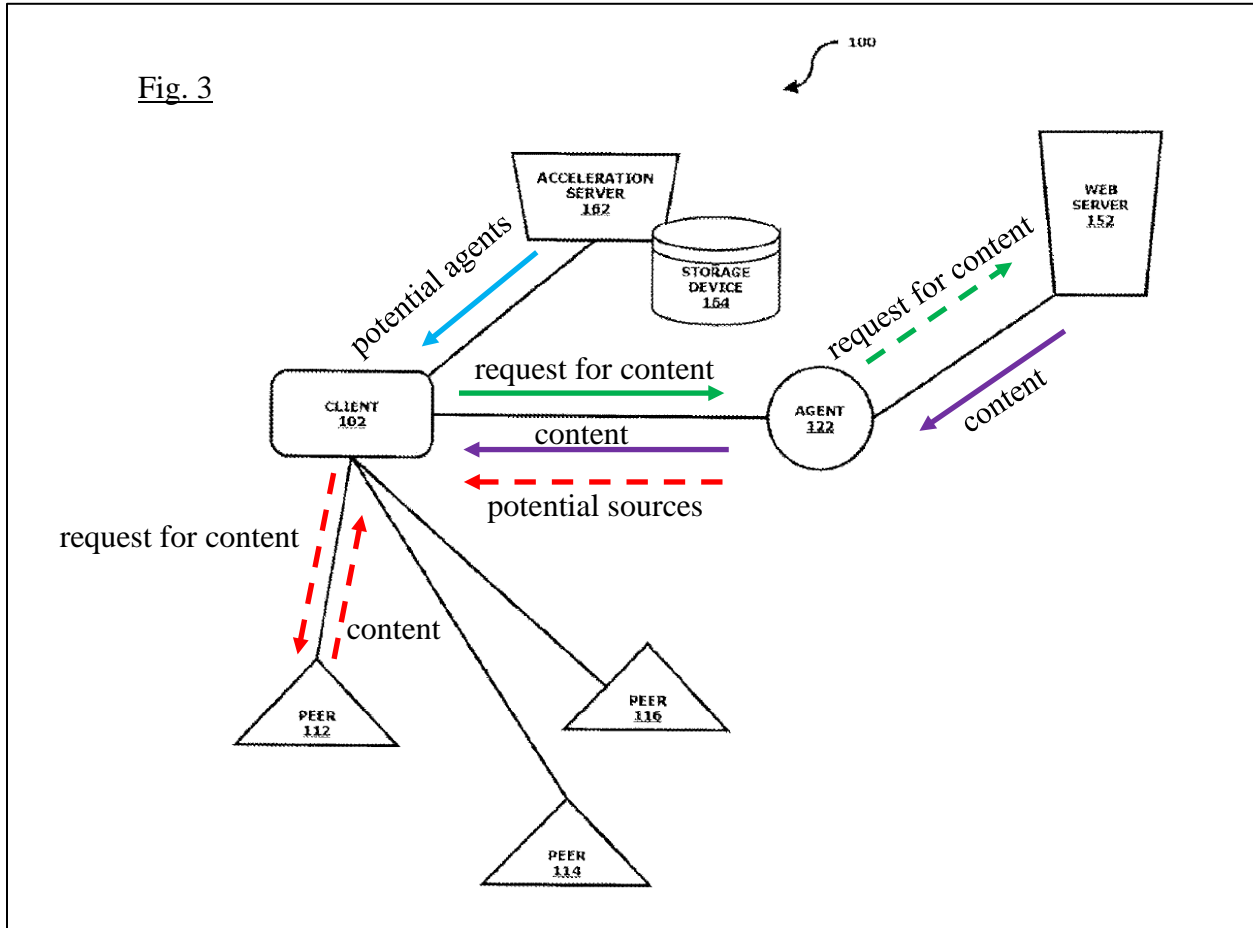 100
Fig. 3
ACCELERATION
SERVER
162
WEB
SERVER
152
STORAGE
DEVICE
164
potential agents
request for content
request for content
CLIENT
102
AGENT
122
content
content
potential sources
request for content
content
PEER
112
PEER
116
PEER
114